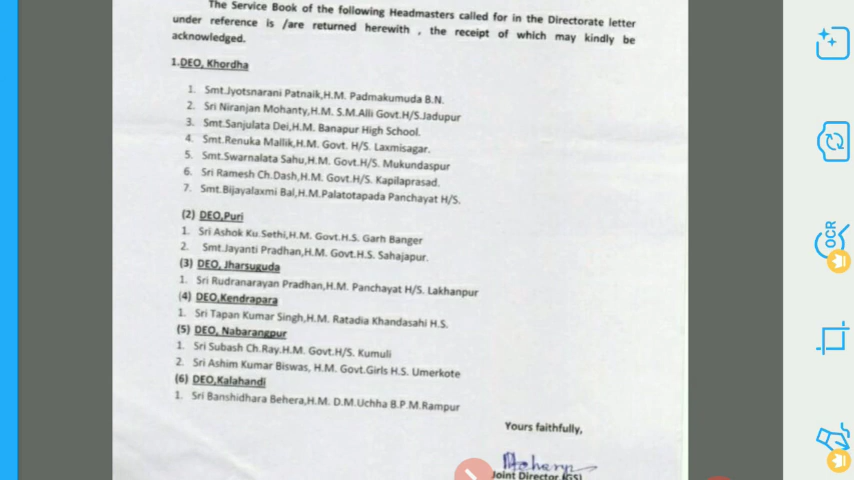 The Service Book of the following Headmasters called for in the Directorate letter
under reference is /are returned herewith , the receipt of which may kindly be
acknowledged.
1.DEO, Khordha
1. Smt.Jyotsnarani Patnaik,H.M. Padmakumuda B.N.
2. Sri Niranjan Mohanty,H.M. S.M.Alli Govt.H/S.Jadupur
3. Smt.Sanjulata Dei,H.M. Banapur High School.
4. Smt.Renuka Mallik,H.M. Govt. H/S. Laxmisagar.
5. Smt.Swarnalata Sahu,H.M. Govt.H/S. Mukundaspur
6. Sri Ramesh Ch.Dash,H.M. Govt.H/S. Kapilaprasad.
7. Smt.Bijayalaxmi Bal,H.M.Palatotapada Panchayat H/S.
(2) DEO,Puri
1. Sri Ashok Ku.Sethi,H.M. Govt.H.S. Garh Banger
2. Smt.Jayanti Pradhan,H.M. Govt.H.S. Sahajapur.
(3) DEO, Jharsuguda
1. Sri Rudranarayan Pradhan,H.M. Panchayat H/S. Lakhanpur
(4) DEO,Kendrapara
1. Sri Tapan Kumar Singh,H.M. Ratadia Khandasahi H.S.
(5) DEO, Nabarangpur
1. Sri Subash Ch.Ray.H.M. Govt.H/S. Kumuli
2. Sri Ashim Kumar Biswas, H.M. Govt.Girls H.S. Umerkote
(6) DEO,Kalahandi
1. Sri Banshidhara Behera,H.M. D.M.Uchha B.P.M.Rampur
Yours faithfully,
Joint Director (GS)
OCR